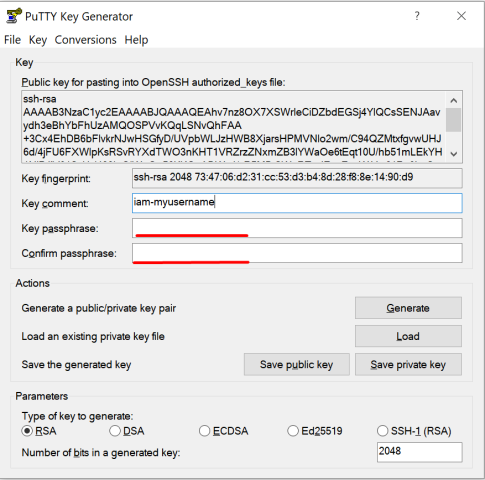 PuTTY Key Generator
File Key Conversions Help
Key
Public key for pasting into OpenSSH authorized_keys file:
ssh-rsa
AAAAB3NzaC1yc2EAAAABJQAAAQEAhv7nz8OX7XSWrleCiDZbdEGSj4YlQCsSENJAav
ydh3eBhYbFhUzAMQOSPVvKQqLSNvQhFAA
+3Cx4EhDB6bFlvkrNJwHSGfyD/UVpbWLJzHWB8XjarsHPMVNlo2wm/C94QZMtxfgvwUHJ
6d/4jFU6FXWlpKsRSvRYXdTWO3nKHT1VRZrzZNxmZB3lYWaOe6tEqt10U/hb51mLEkYH
Key fingerprint:
ssh-rsa 2048 73:47:06:d2:31:cc:53:d3:b4:8d:28:f8:8e:14:90:d9
Key comment:
iam-myusername
Key passphrase:
Confirm passphrase:
Actions
Generate a public/private key pair
Generate
Load an existing private key file
Load
Save the generated key
Save public key
Save private key
Parameters
Type of key to generate:
RSA DSA ECDSA Ed25519 SSH-1 (RSA)
Number of bits in a generated key:
2048